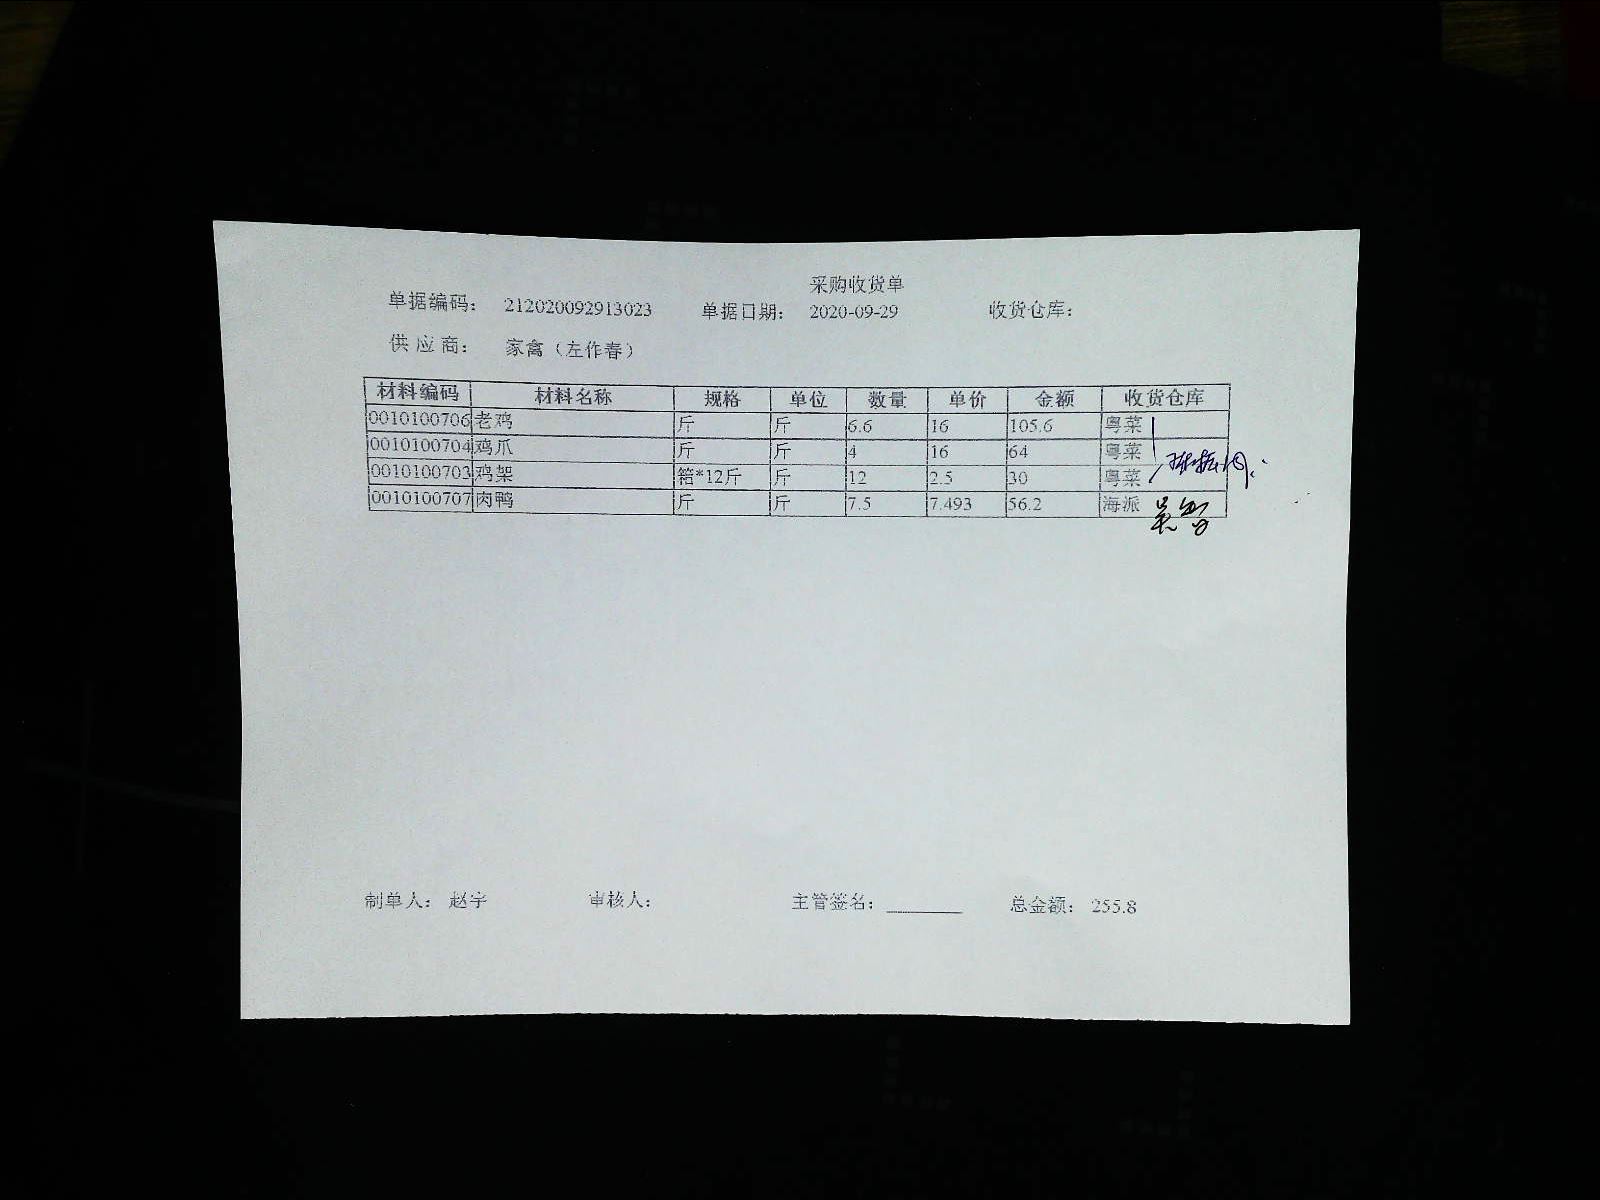 采购收货单
单据编码： 212020092913023 单据日期： 2020-09-29 收货仓库：
供 应 商： 家禽（左作春）
材料编码 材料名称 规格 单位 数量 单价 金额 收货仓库
0010100706 老鸡 斤 斤 6.6 16 105.6 粤菜
0010100704 鸡爪 斤 斤 4 16 64 粤菜
0010100703 鸡架 箱*12斤 斤 12 2.5 30 粤菜
0010100707 肉鸭 斤 斤 7.5 7.493 56.2 海派
制单人： 赵宇 审核人： 主管签名： 总金额： 255.8